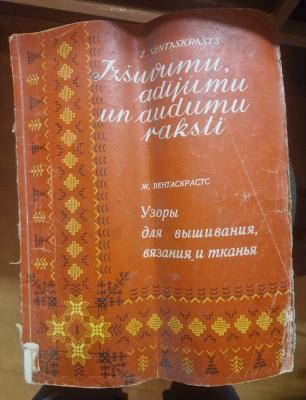 Ž. VENTASKRASTS
Izšuvumu,
adījumu
un audumu
raksti
Ж. ВЕНТАСКРАСТС
Узоры
для вышивания,
вязания и тканья